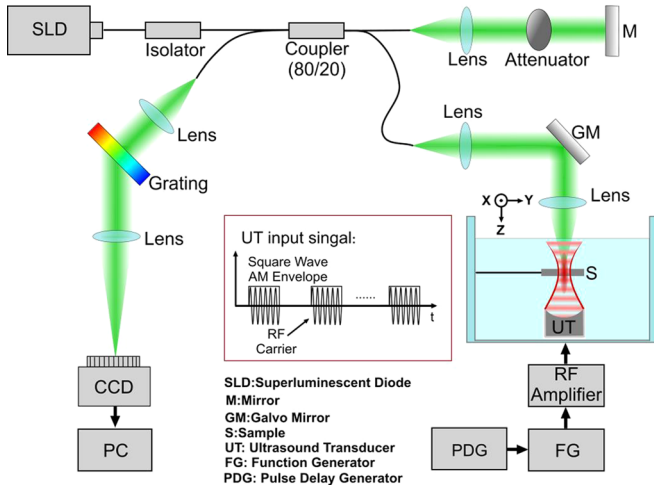 SLD
Isolator
Coupler
(80/20)
Lens
Attenuator
M
Lens
GM
Lens
Grating
Lens
Lens
X
Y
Z
S
UT
UT input singal:
Square Wave
AM Envelope
......
t
RF
Carrier
CCD
PC
RF
Amplifier
PDG
FG
SLD:Superluminescent Diode
M:Mirror
GM:Galvo Mirror
S:Sample
UT: Ultrasound Transducer
FG: Function Generator
PDG: Pulse Delay Generator